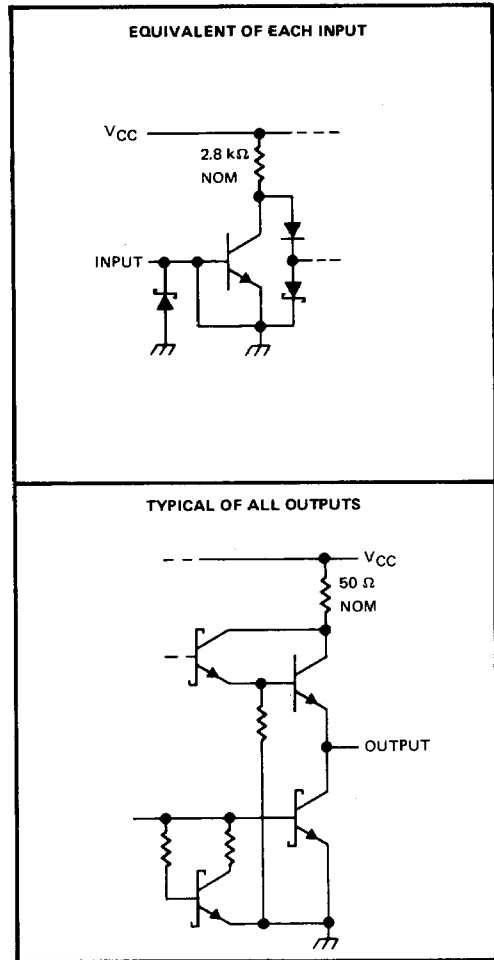 EQUIVALENT OF EACH INPUT
VCC
2.8 kΩ
NOM
INPUT
TYPICAL OF ALL OUTPUTS
VCC
50 Ω
NOM
OUTPUT